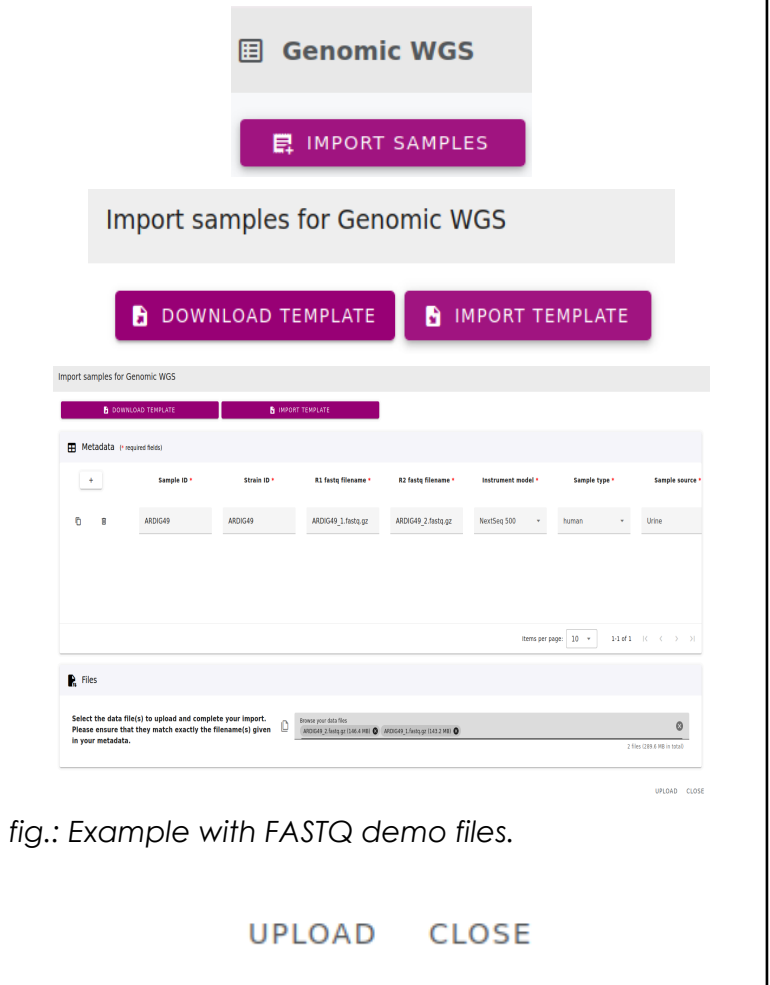 Genomic WGS
IMPORT SAMPLES
Import samples for Genomic WGS
DOWNLOAD TEMPLATE IMPORT TEMPLATE
Import samples for Genomic WGS
DOWNLOAD TEMPLATE IMPORT TEMPLATE
Metadata (* required fields)
+ Sample ID * Strain ID * R1 fastq filename * R2 fastq filename * Instrument model * Sample type * Sample source *
ARDIG49 ARDIG49 ARDIG49_1.fastq.gz ARDIG49_2.fastq.gz NextSeq 500 human Urine
Items per page: 10 1-1 of 1
Files
Select the data file(s) to upload and complete your import.
Please ensure that they match exactly the filename(s) given
in your metadata.
Browse your data files
ARDIG49_2.fastq.gz (146.4 MB) ARDIG49_1.fastq.gz (143.2 MB)
2 files (289.6 MB in total)
UPLOAD CLOSE
fig.: Example with FASTQ demo files.
UPLOAD CLOSE